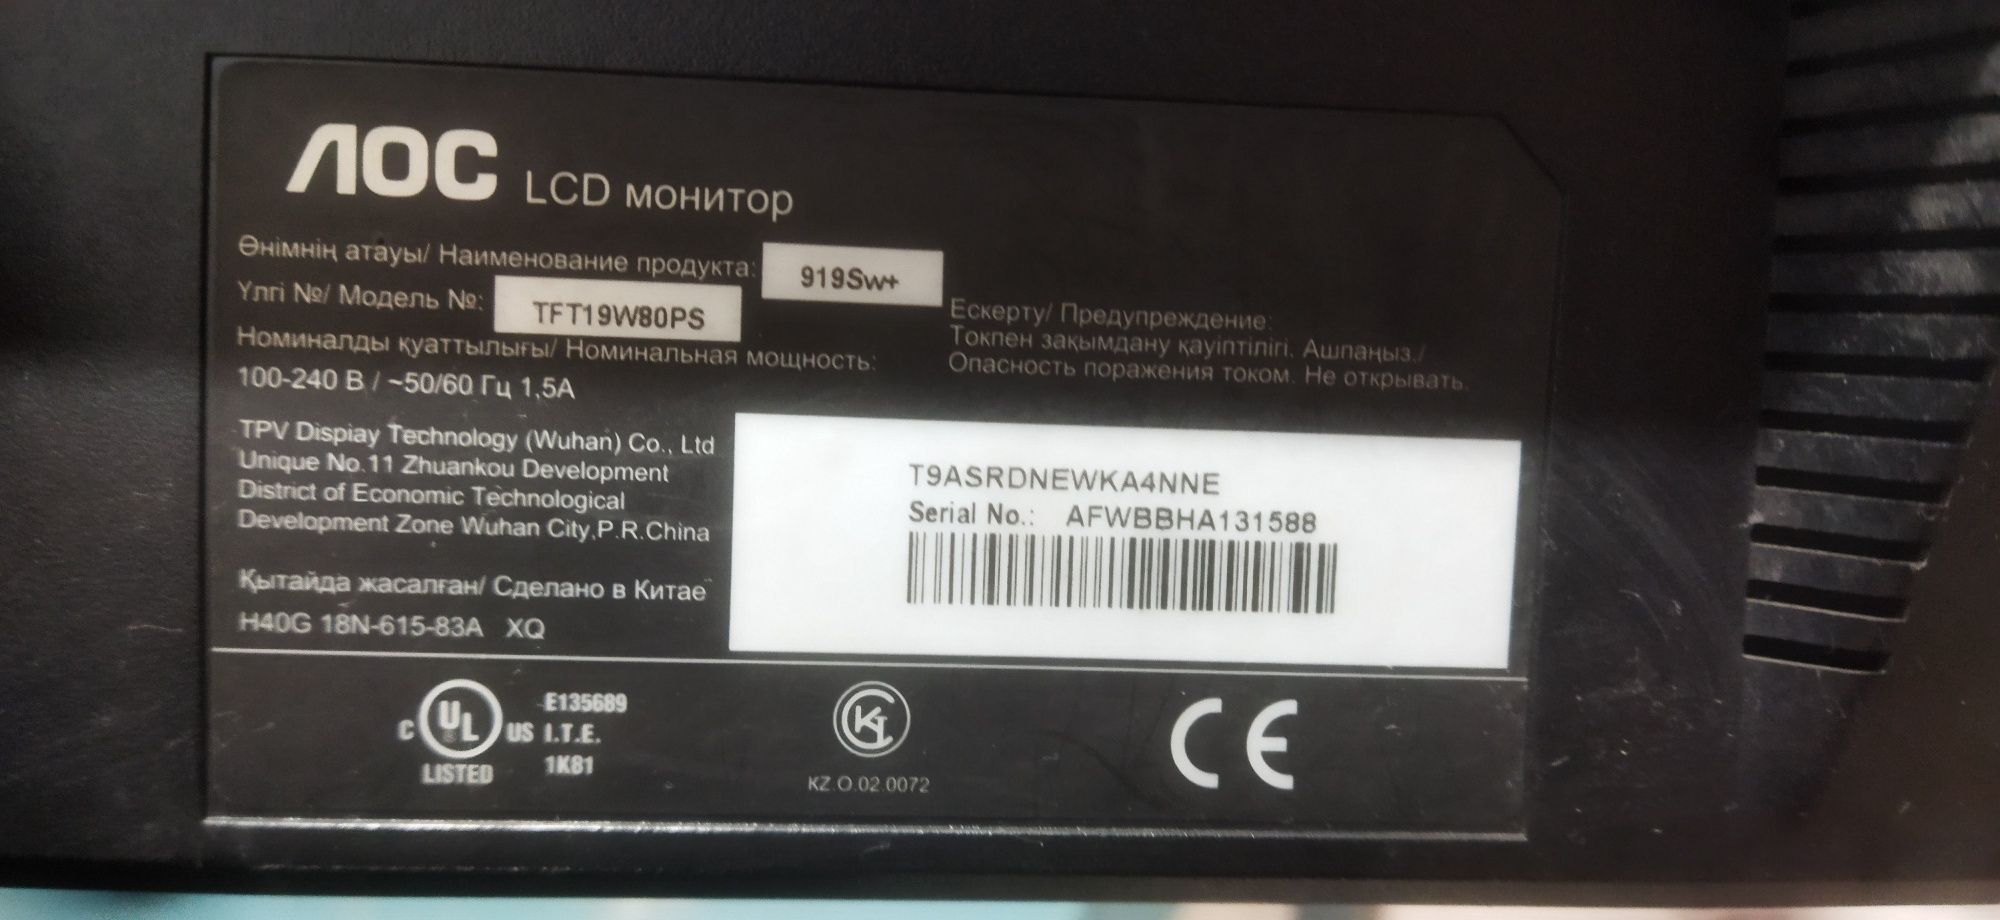 AOC LCD монитор
Өнімнің атауы/ Наименование продукта: 919Sw+
Үлгі №/ Модель №: TFT19W80PS
Номиналды қуаттылығы/ Номинальная мощность:
100-240 В / ~50/60 Гц 1,5А
Ескерту/ Предупреждение:
Токпен зақымдану қауіптілігі. Ашпаңыз./
Опасность поражения током. Не открывать.
TPV Display Technology (Wuhan) Co., Ltd
Unique No.11 Zhuankou Development
District of Economic Technological
Development Zone Wuhan City,P.R.China
Қытайда жасалған/ Сделано в Китае
H40G 18N-615-83A XQ
T9ASRDNEWKA4NNE
Serial No.: AFWBBHA131588
C UL US LISTED
E135689
I.T.E.
1K81
KZ.O.02.0072
CE